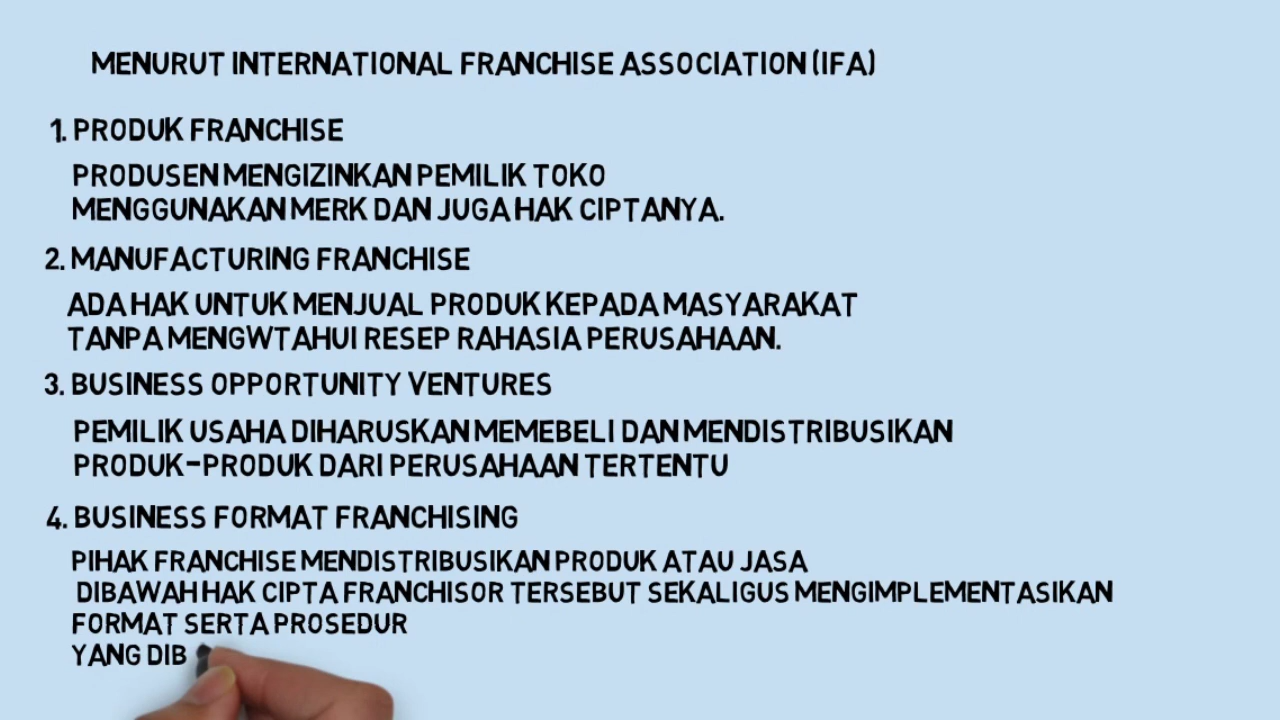 MENURUT INTERNATIONAL FRANCHISE ASSOCIATION (IFA)
1. PRODUK FRANCHISE
PRODUSEN MENGIZINKAN PEMILIK TOKO
MENGGUNAKAN MERK DAN JUGA HAK CIPTANYA.
2. MANUFACTURING FRANCHISE
ADA HAK UNTUK MENJUAL PRODUK KEPADA MASYARAKAT
TANPA MENGWTAHUI RESEP RAHASIA PERUSAHAAN.
3. BUSINESS OPPORTUNITY VENTURES
PEMILIK USAHA DIHARUSKAN MEMEBELI DAN MENDISTRIBUSIKAN
PRODUK-PRODUK DARI PERUSAHAAN TERTENTU
4. BUSINESS FORMAT FRANCHISING
PIHAK FRANCHISE MENDISTRIBUSIKAN PRODUK ATAU JASA
DIBAWAH HAK CIPTA FRANCHISOR TERSEBUT SEKALIGUS MENGIMPLEMENTASIKAN
FORMAT SERTA PROSEDUR
YANG DIB